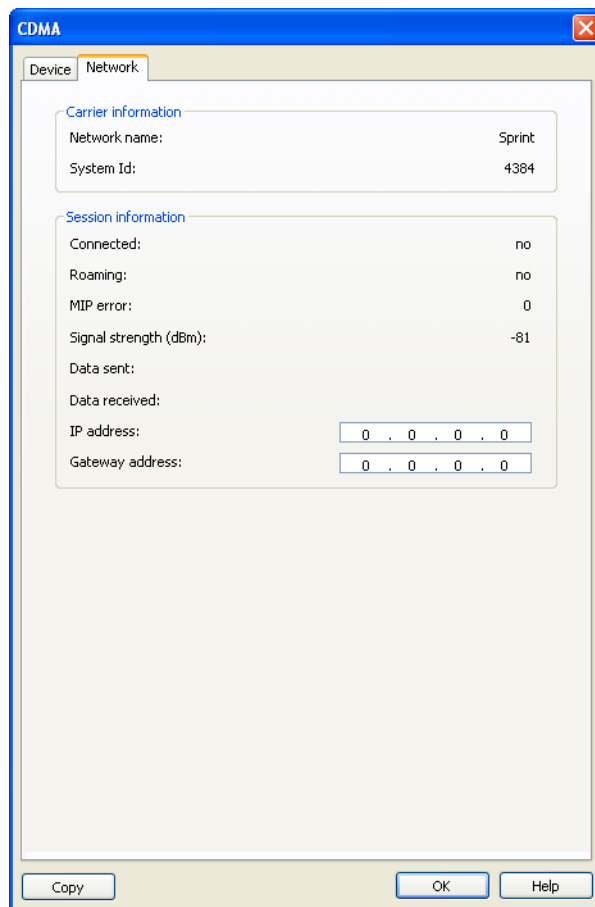 CDMA
Device Network
Carrier information
Network name: Sprint
System Id: 4384
Session information
Connected: no
Roaming: no
MIP error: 0
Signal strength (dBm): -81
Data sent:
Data received:
IP address: 0 . 0 . 0 . 0
Gateway address: 0 . 0 . 0 . 0
Copy OK Help